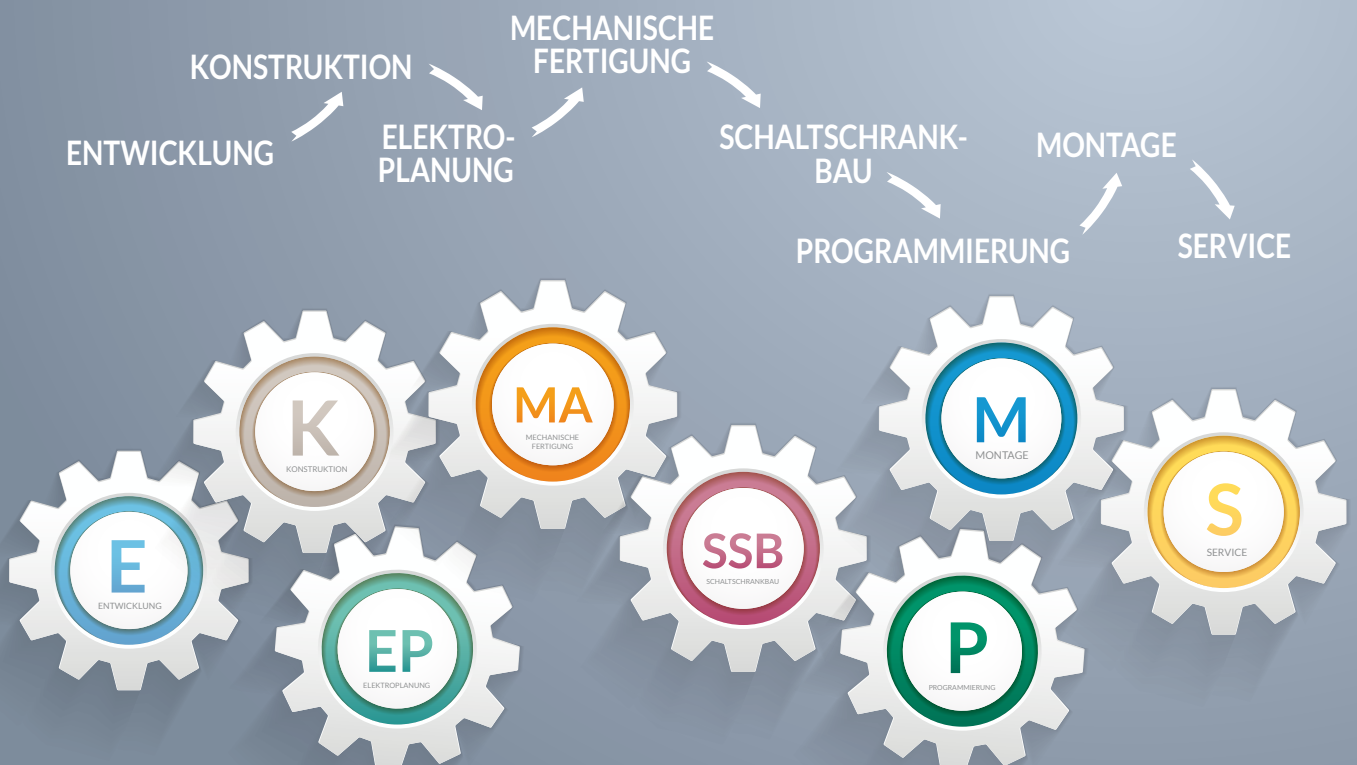 ENTWICKLUNG
KONSTRUKTION
ELEKTRO-
PLANUNG
MECHANISCHE
FERTIGUNG
SCHALTSCHRANK-
BAU
PROGRAMMIERUNG
MONTAGE
SERVICE
E
ENTWICKLUNG
K
KONSTRUKTION
EP
ELEKTROPLANUNG
MA
MECHANISCHE
FERTIGUNG
SSB
SCHALTSCHRANKBAU
P
PROGRAMMIERUNG
M
MONTAGE
S
SERVICE